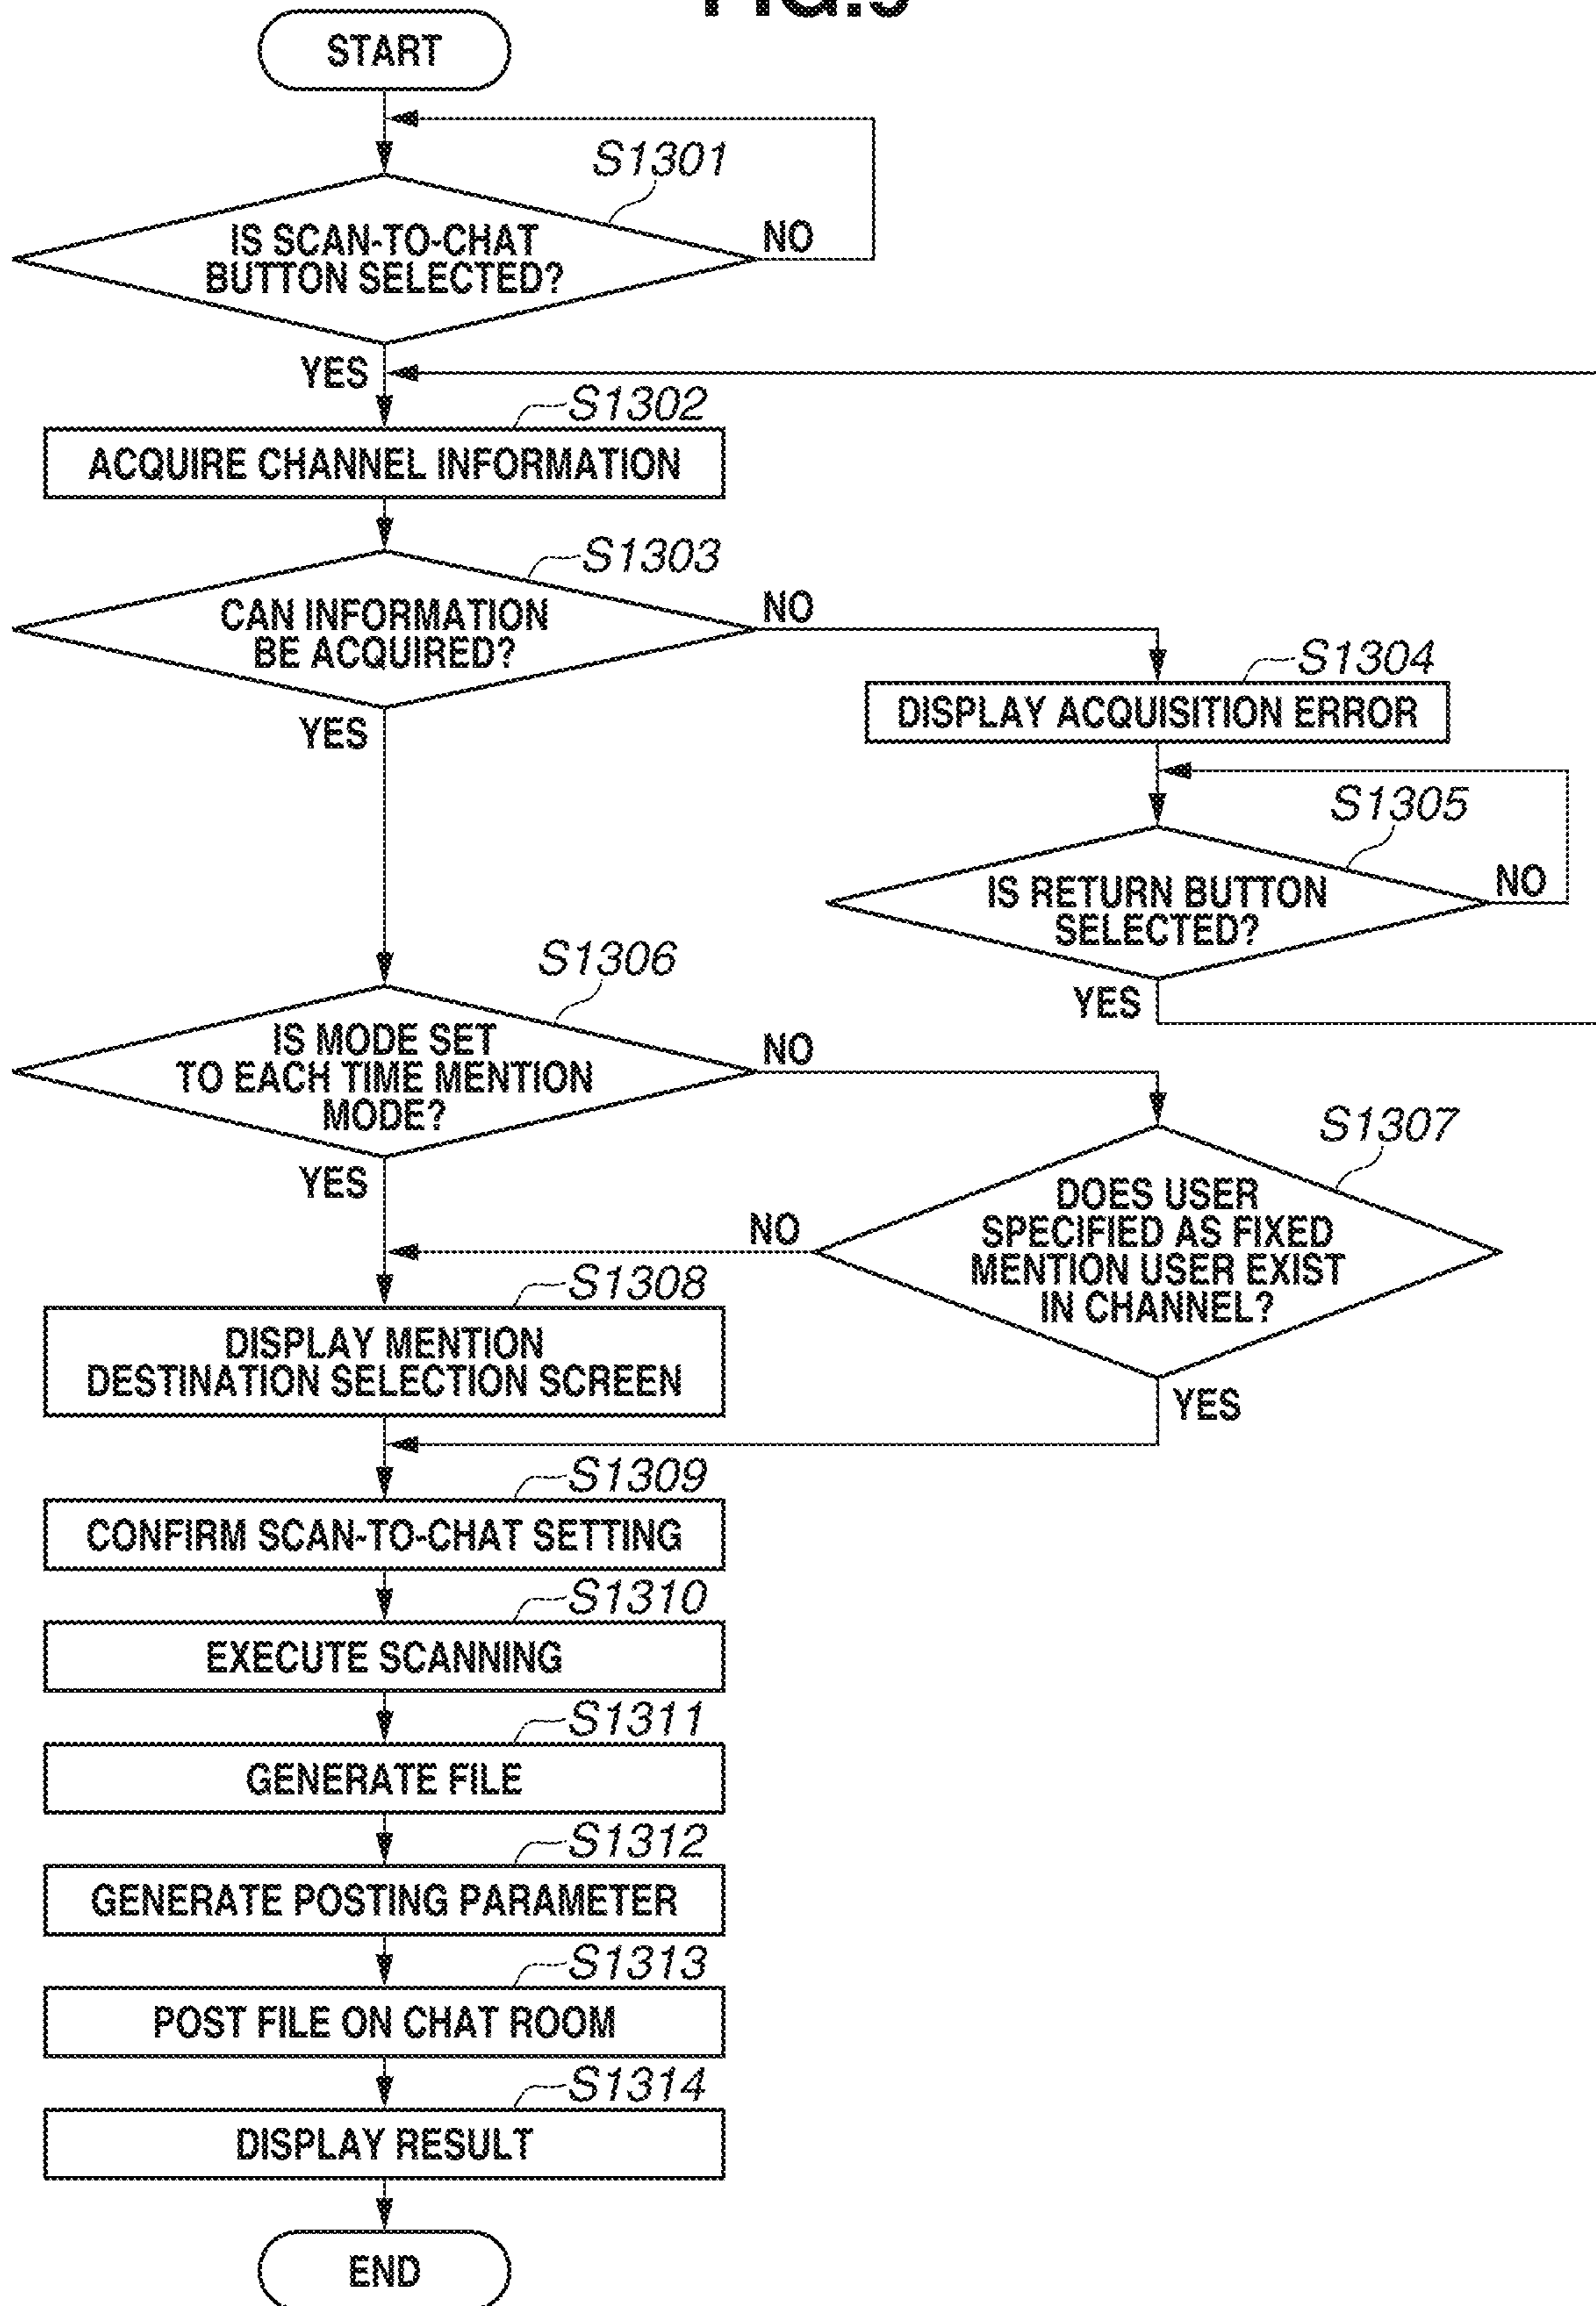 START
S1301
IS SCAN-TO-CHAT
BUTTON SELECTED?
NO
YES
S1302
ACQUIRE CHANNEL INFORMATION
S1303
CAN INFORMATION
BE ACQUIRED?
NO
YES
S1304
DISPLAY ACQUISITION ERROR
S1305
IS RETURN BUTTON
SELECTED?
NO
YES
S1306
IS MODE SET
TO EACH TIME MENTION
MODE?
NO
YES
S1307
DOES USER
SPECIFIED AS FIXED
MENTION USER EXIST
IN CHANNEL?
NO
YES
S1308
DISPLAY MENTION
DESTINATION SELECTION SCREEN
S1309
CONFIRM SCAN-TO-CHAT SETTING
S1310
EXECUTE SCANNING
S1311
GENERATE FILE
S1312
GENERATE POSTING PARAMETER
S1313
POST FILE ON CHAT ROOM
S1314
DISPLAY RESULT
END